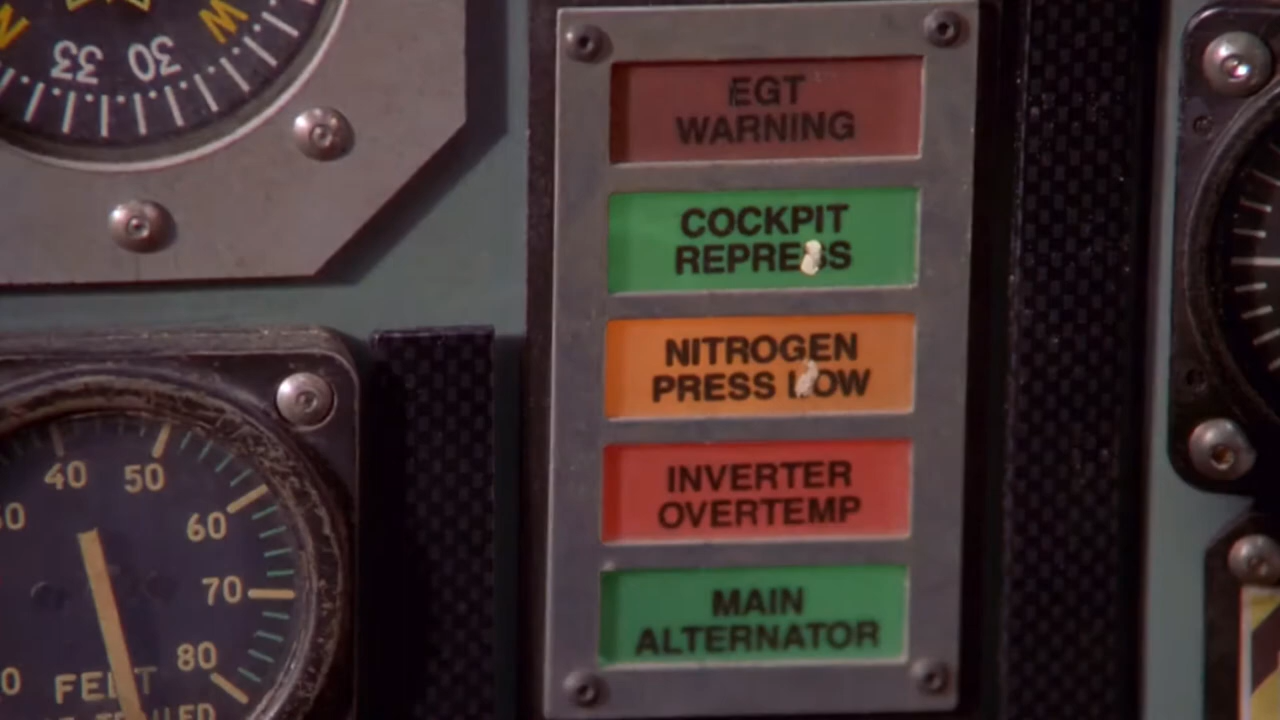 N W
33 30
EGT
WARNING
COCKPIT
REPRESS
NITROGEN
PRESS LOW
INVERTER
OVERTEMP
MAIN
ALTERNATOR
40 50
60
70
80
FEET